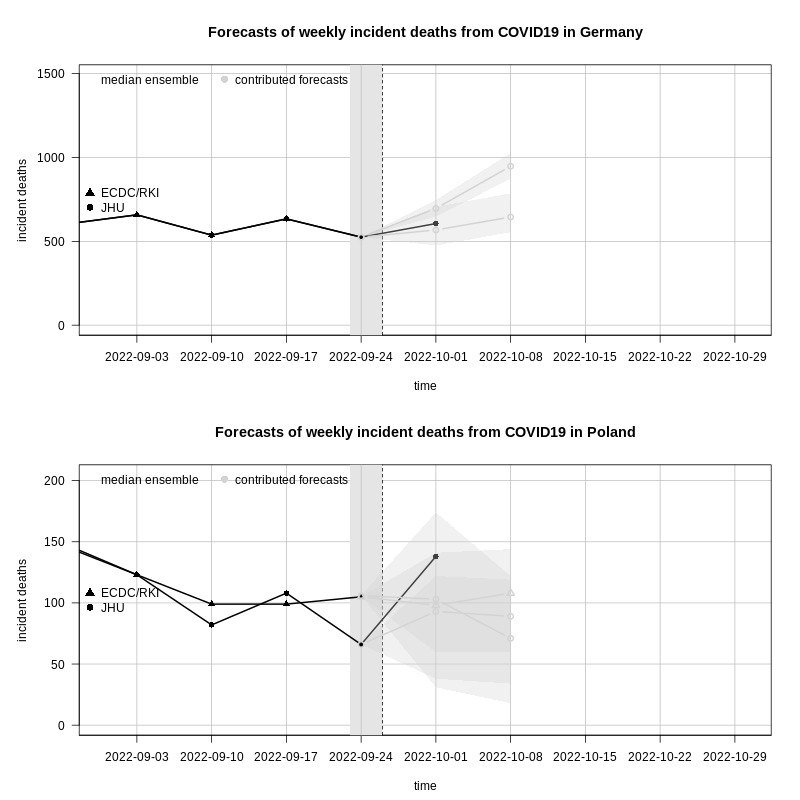 Forecasts of weekly incident deaths from COVID19 in Germany
median ensemble contributed forecasts
ECDC/RKI
JHU
incident deaths
1500
1000
500
0
2022-09-03 2022-09-10 2022-09-17 2022-09-24 2022-10-01 2022-10-08 2022-10-15 2022-10-22 2022-10-29
time
Forecasts of weekly incident deaths from COVID19 in Poland
median ensemble contributed forecasts
ECDC/RKI
JHU
incident deaths
200
150
100
50
0
2022-09-03 2022-09-10 2022-09-17 2022-09-24 2022-10-01 2022-10-08 2022-10-15 2022-10-22 2022-10-29
time